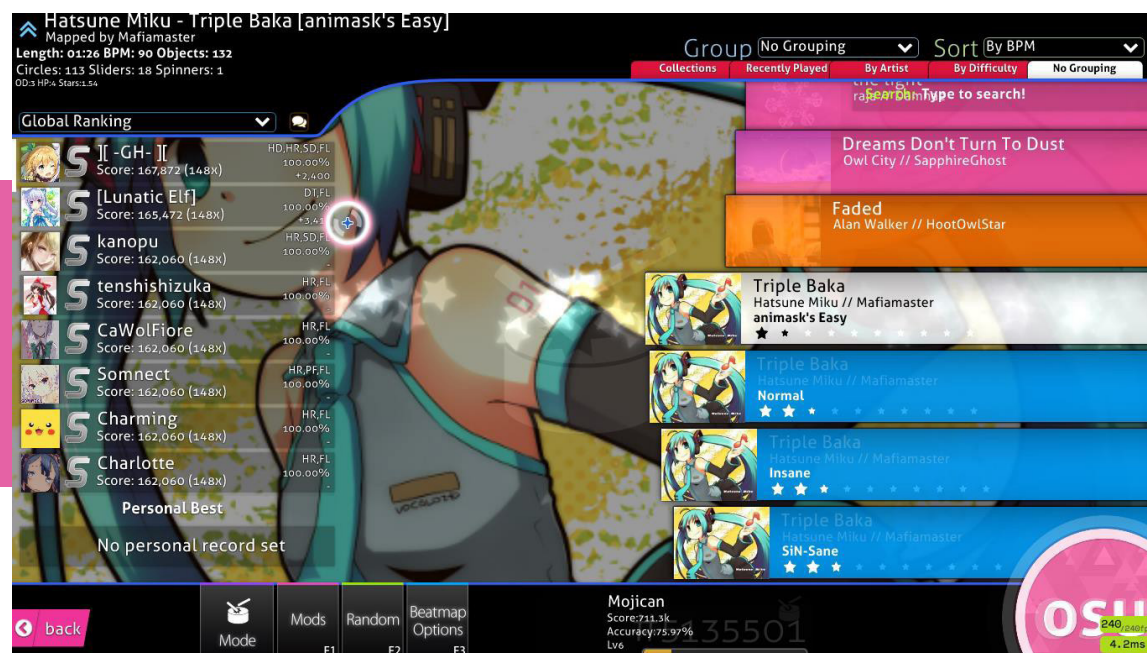 Hatsune Miku - Triple Baka [animask's Easy]
Mapped by Mafiamaster
Length: 01:26 BPM: 90 Objects: 132
Circles: 113 Sliders: 18 Spinners: 1
OD:3 HP:4 Stars:1.54
Group No Grouping Sort By BPM
Collections Recently Played By Artist By Difficulty No Grouping
Search: Type to search!
Global Ranking
][ -GH- ][
Score: 167,872 (148x)
HD,HR,SD,FL
100.00%
+2,400
[Lunatic Elf]
Score: 165,472 (148x)
DT,FL
100.00%
kanopu
Score: 162,060 (148x)
HR,SD,FL
100.00%
-
tenshishizuka
Score: 162,060 (148x)
HR,FL
100.00%
-
CaWolFiore
Score: 162,060 (148x)
HR,FL
100.00%
-
Somnect
Score: 162,060 (148x)
HR,PF,FL
100.00%
-
Charming
Score: 162,060 (148x)
HR,FL
100.00%
-
Charlotte
Score: 162,060 (148x)
HR,FL
100.00%
-
Personal Best
No personal record set
Dreams Don't Turn To Dust
Owl City // SapphireGhost
Faded
Alan Walker // HootOwlStar
Triple Baka
Hatsune Miku // Mafiamaster
animask's Easy
Triple Baka
Hatsune Miku // Mafiamaster
Normal
Triple Baka
Hatsune Miku // Mafiamaster
Insane
Triple Baka
Hatsune Miku // Mafiamaster
SiN-Sane
01
VOCALOID
back
Mode
Mods
F1
Random
F2
Beatmap
Options
F3
Mojican
Score:711.3k
Accuracy:75.97%
Lv6
osu
240/240fp
4.2ms